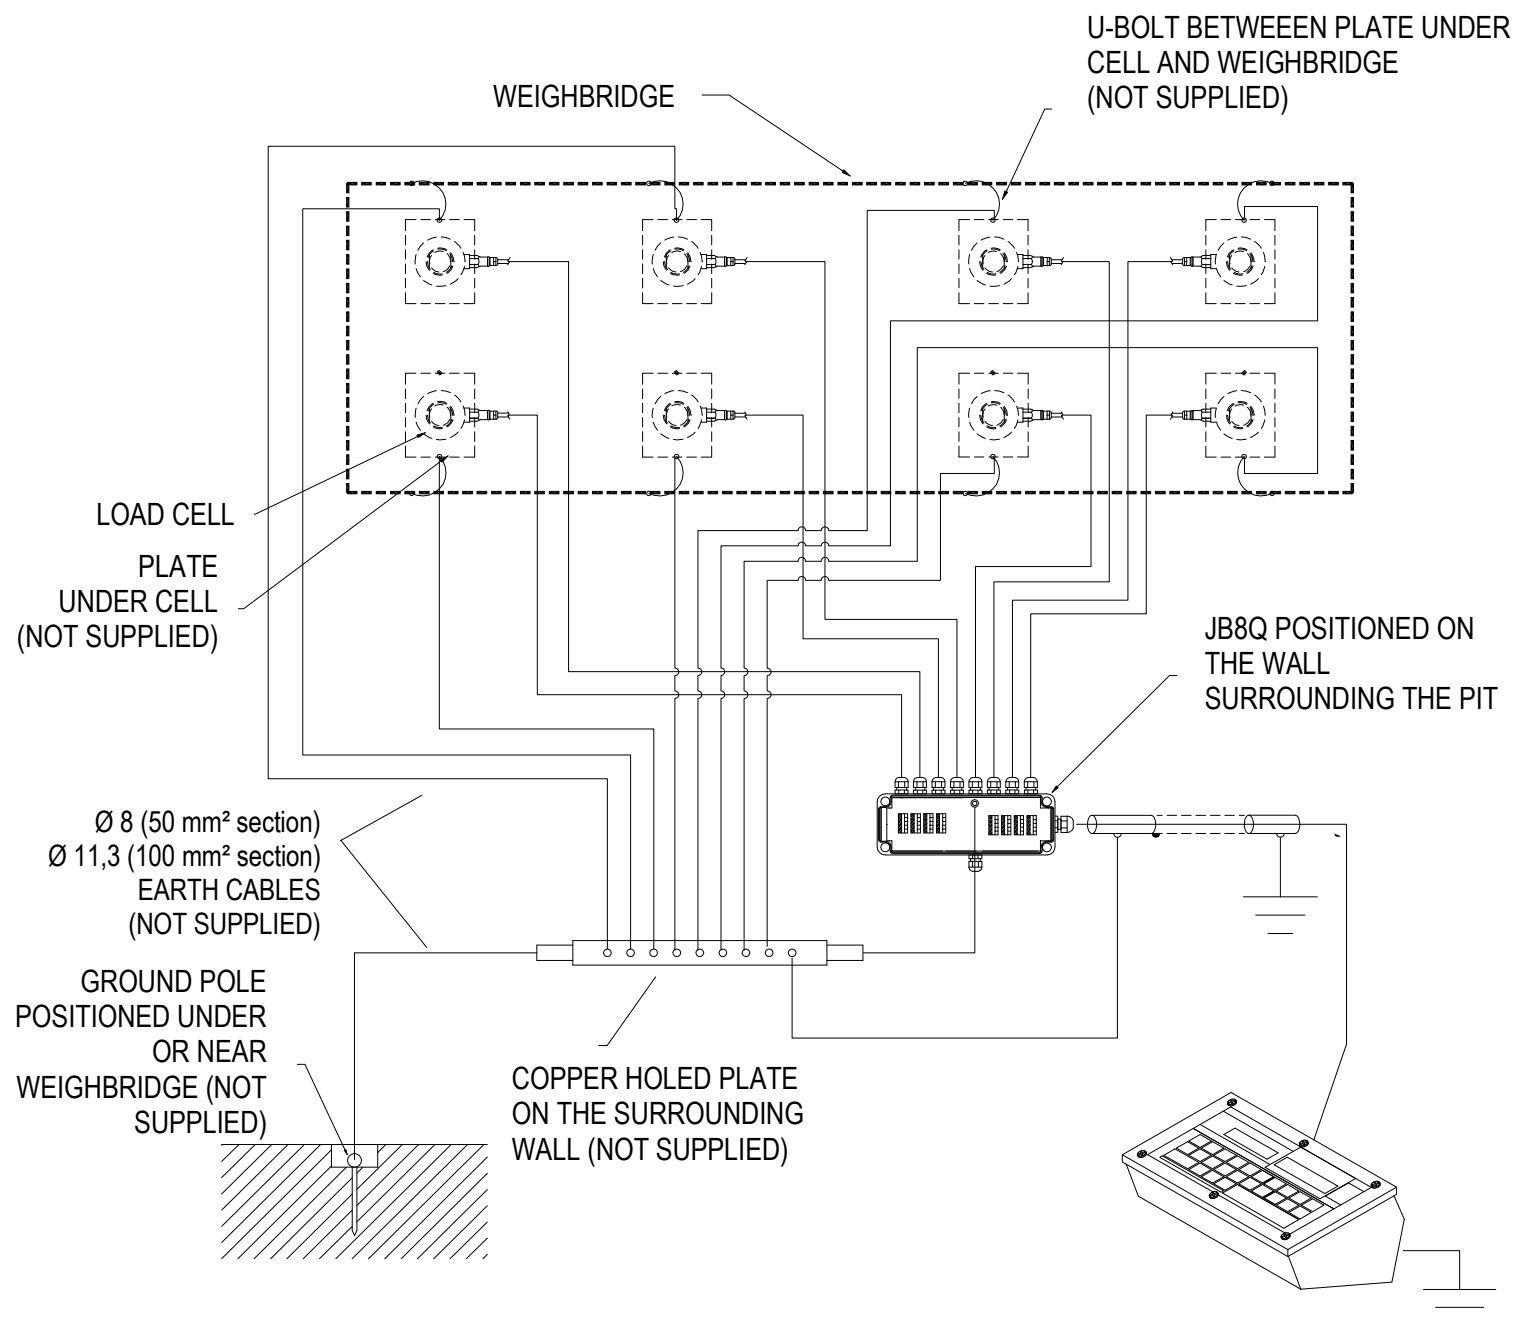 U-BOLT BETWEEEN PLATE UNDER
CELL AND WEIGHBRIDGE
(NOT SUPPLIED)
WEIGHBRIDGE
LOAD CELL
PLATE
UNDER CELL
(NOT SUPPLIED)
JB8Q POSITIONED ON
THE WALL
SURROUNDING THE PIT
Ø 8 (50 mm² section)
Ø 11,3 (100 mm² section)
EARTH CABLES
(NOT SUPPLIED)
GROUND POLE
POSITIONED UNDER
OR NEAR
WEIGHBRIDGE (NOT
SUPPLIED)
COPPER HOLED PLATE
ON THE SURROUNDING
WALL (NOT SUPPLIED)